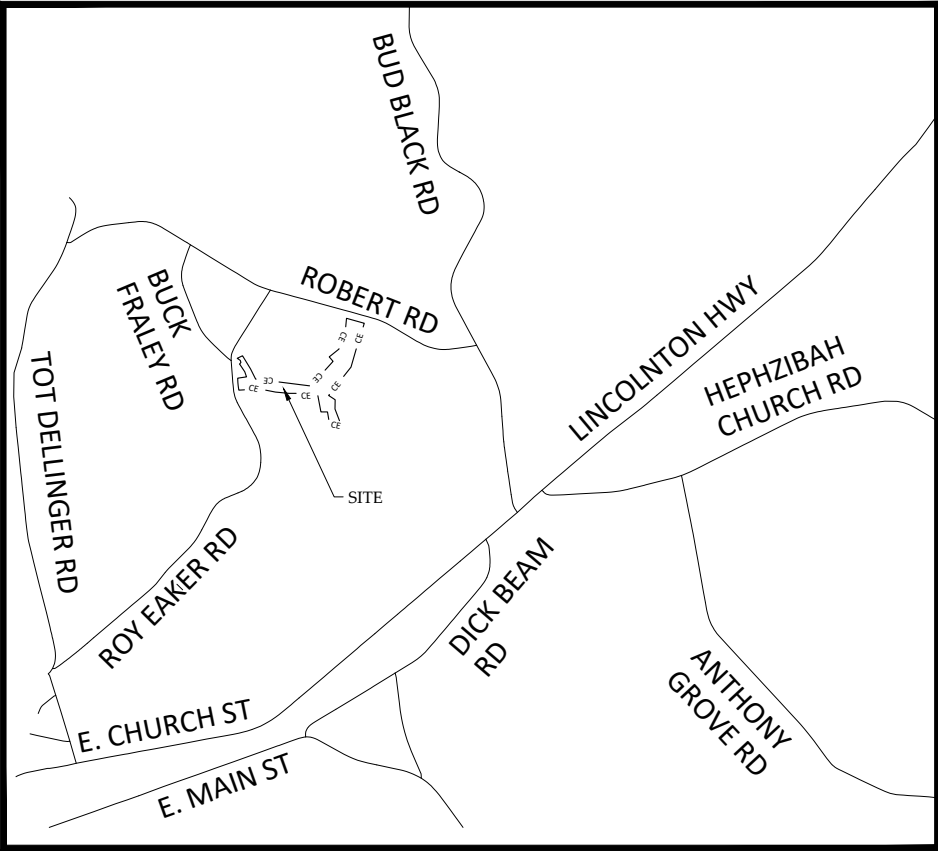 BUD BLACK RD
ROBERT RD
BUCK
FRALEY RD
LINCOLNTON HWY
HEPHZIBAH
CHURCH RD
TOT DELLINGER RD
CE
CE
CE
CE
CE
CE
CE
CE
SITE
ROY EAKER RD
DICK BEAM
RD
ANTHONY
GROVE RD
E. CHURCH ST
E. MAIN ST